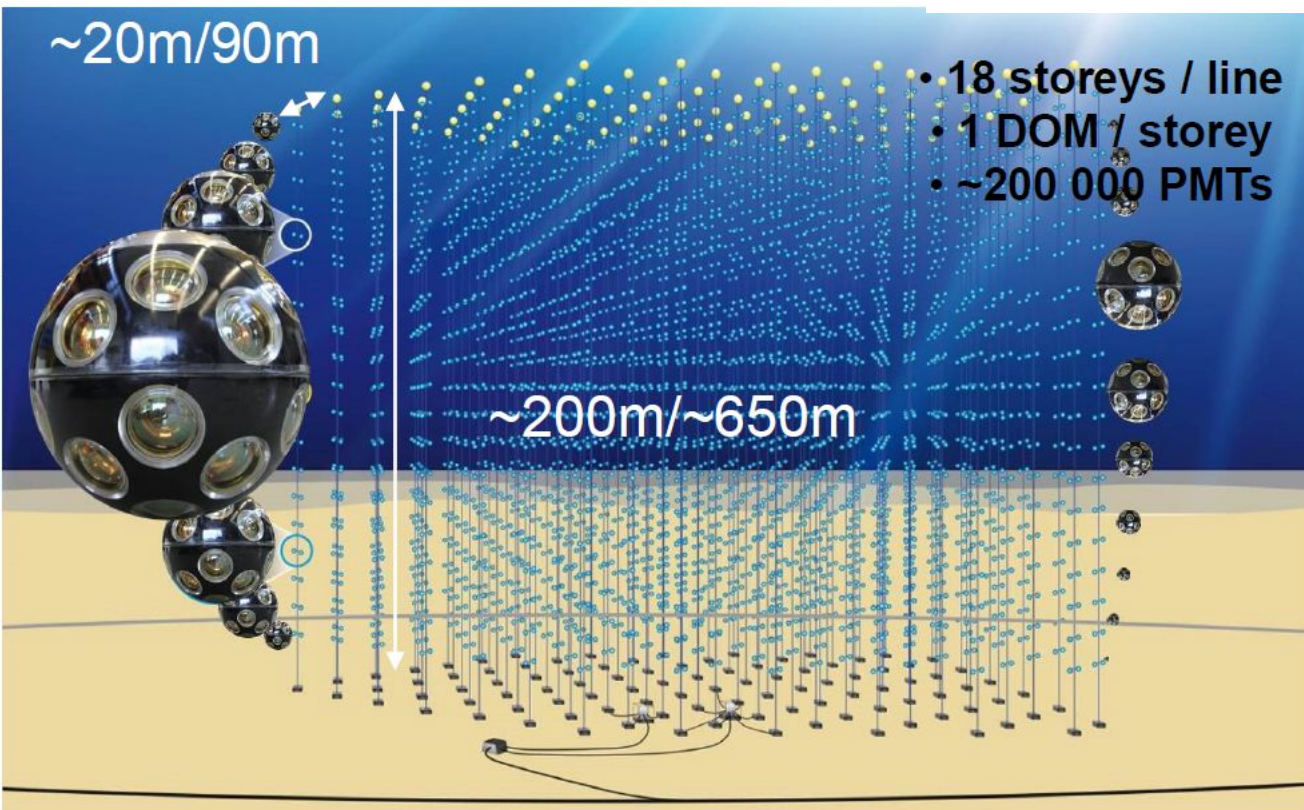 ~20m/90m
• 18 storeys / line
• 1 DOM / storey
• ~200 000 PMTs
~200m/~650m